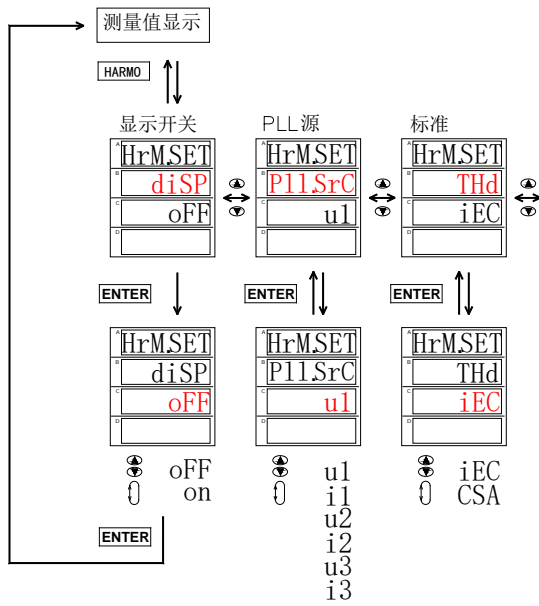 测量值显示
HARMO
显示开关 PLL源 标准
A HrM.SET A HrM.SET A HrM.SET
B diSP B Pll.SrC B THd
C oFF C u1 C iEC
D D D
ENTER ENTER ENTER
A HrM.SET A HrM.SET A HrM.SET
B diSP B Pll.SrC B THd
C oFF C u1 C iEC
D D D
oFF u1 iEC
on i1 CSA
u2
ENTER i2
u3
i3